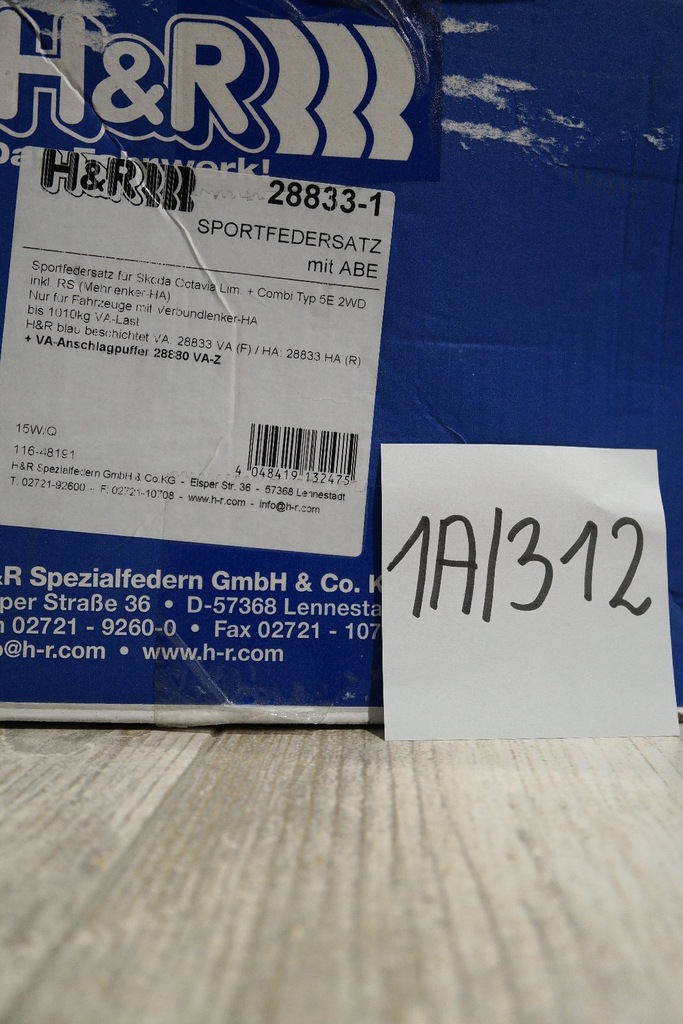 H&R
H&R
28833-1
SPORTFEDERSATZ
mit ABE
Sportfedersatz für Skoda Octavia Lim. + Combi Typ 5E 2WD
inkl. RS (Mehrlenker-HA)
Nur für Fahrzeuge mit Verbundlenker-HA
bis 1010kg VA-Last
H&R blau beschichtet VA: 28833 VA (F) / HA: 28833 HA (R)
+ VA-Anschlagpuffer 28880 VA-Z
15W/Q
116-48191
4 048419 132475
H&R Spezialfedern GmbH & Co.KG - Elsper Str. 36 - 57368 Lennestadt
T. 02721-92600 - F: 02721-10708 - www.h-r.com - info@h-r.com
&R Spezialfedern GmbH & Co. K
per Straße 36 • D-57368 Lennesta
02721 - 9260-0 • Fax 02721 - 107
@h-r.com • www.h-r.com
1A/312